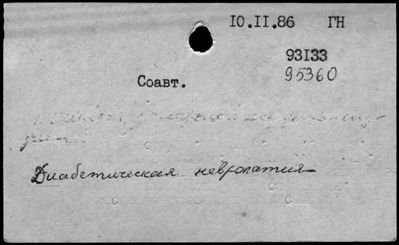 10.II.86 ГН
93133
95360
Соавт.
Диабетическая невропатия